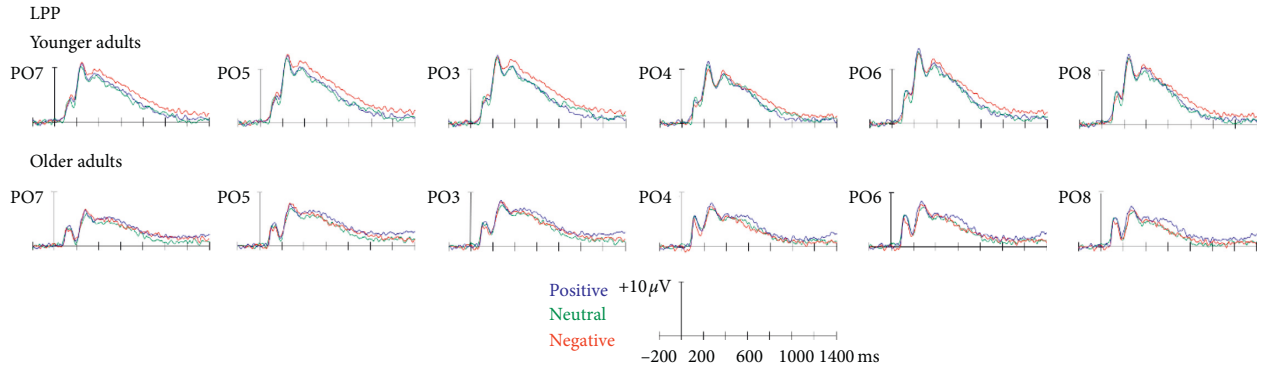 LPP
Younger adults
PO7 PO5 PO3 PO4 PO6 PO8
Older adults
PO7 PO5 PO3 PO4 PO6 PO8
Positive +10 μV
Neutral
Negative
–200 200 600 1000 1400 ms